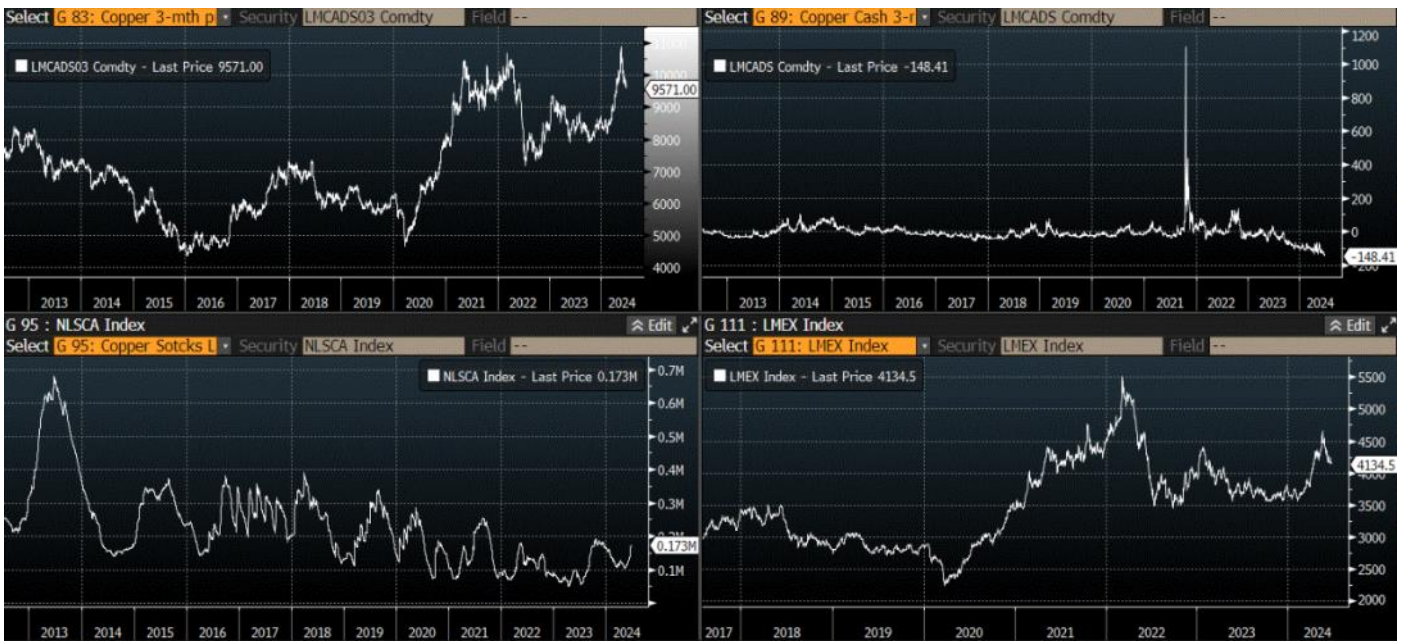 Select G 83: Copper 3-mth p Security LMCADS03 Comdty Field --
LMCADS03 Comdty - Last Price 9571.00
11000
10000
9571.00
9000
8000
7000
6000
5000
4000
2013 2014 2015 2016 2017 2018 2019 2020 2021 2022 2023 2024
Select G 89: Copper Cash 3-r Security LMCADS Comdty Field --
LMCADS Comdty - Last Price -148.41
1200
1000
800
600
400
200
0
-148.41
-200
2013 2014 2015 2016 2017 2018 2019 2020 2021 2022 2023 2024
G 95 : NLSCA Index Edit
Select G 95: Copper Sotcks L Security NLSCA Index Field --
NLSCA Index - Last Price 0.173M
0.7M
0.6M
0.5M
0.4M
0.3M
0.2M
0.173M
0.1M
2013 2014 2015 2016 2017 2018 2019 2020 2021 2022 2023 2024
G 111 : LMEX Index Edit
Select G 111: LMEX Index Security LMEX Index Field --
LMEX Index - Last Price 4134.5
5500
5000
4500
4134.5
3500
3000
2500
2000
2017 2018 2019 2020 2021 2022 2023 2024